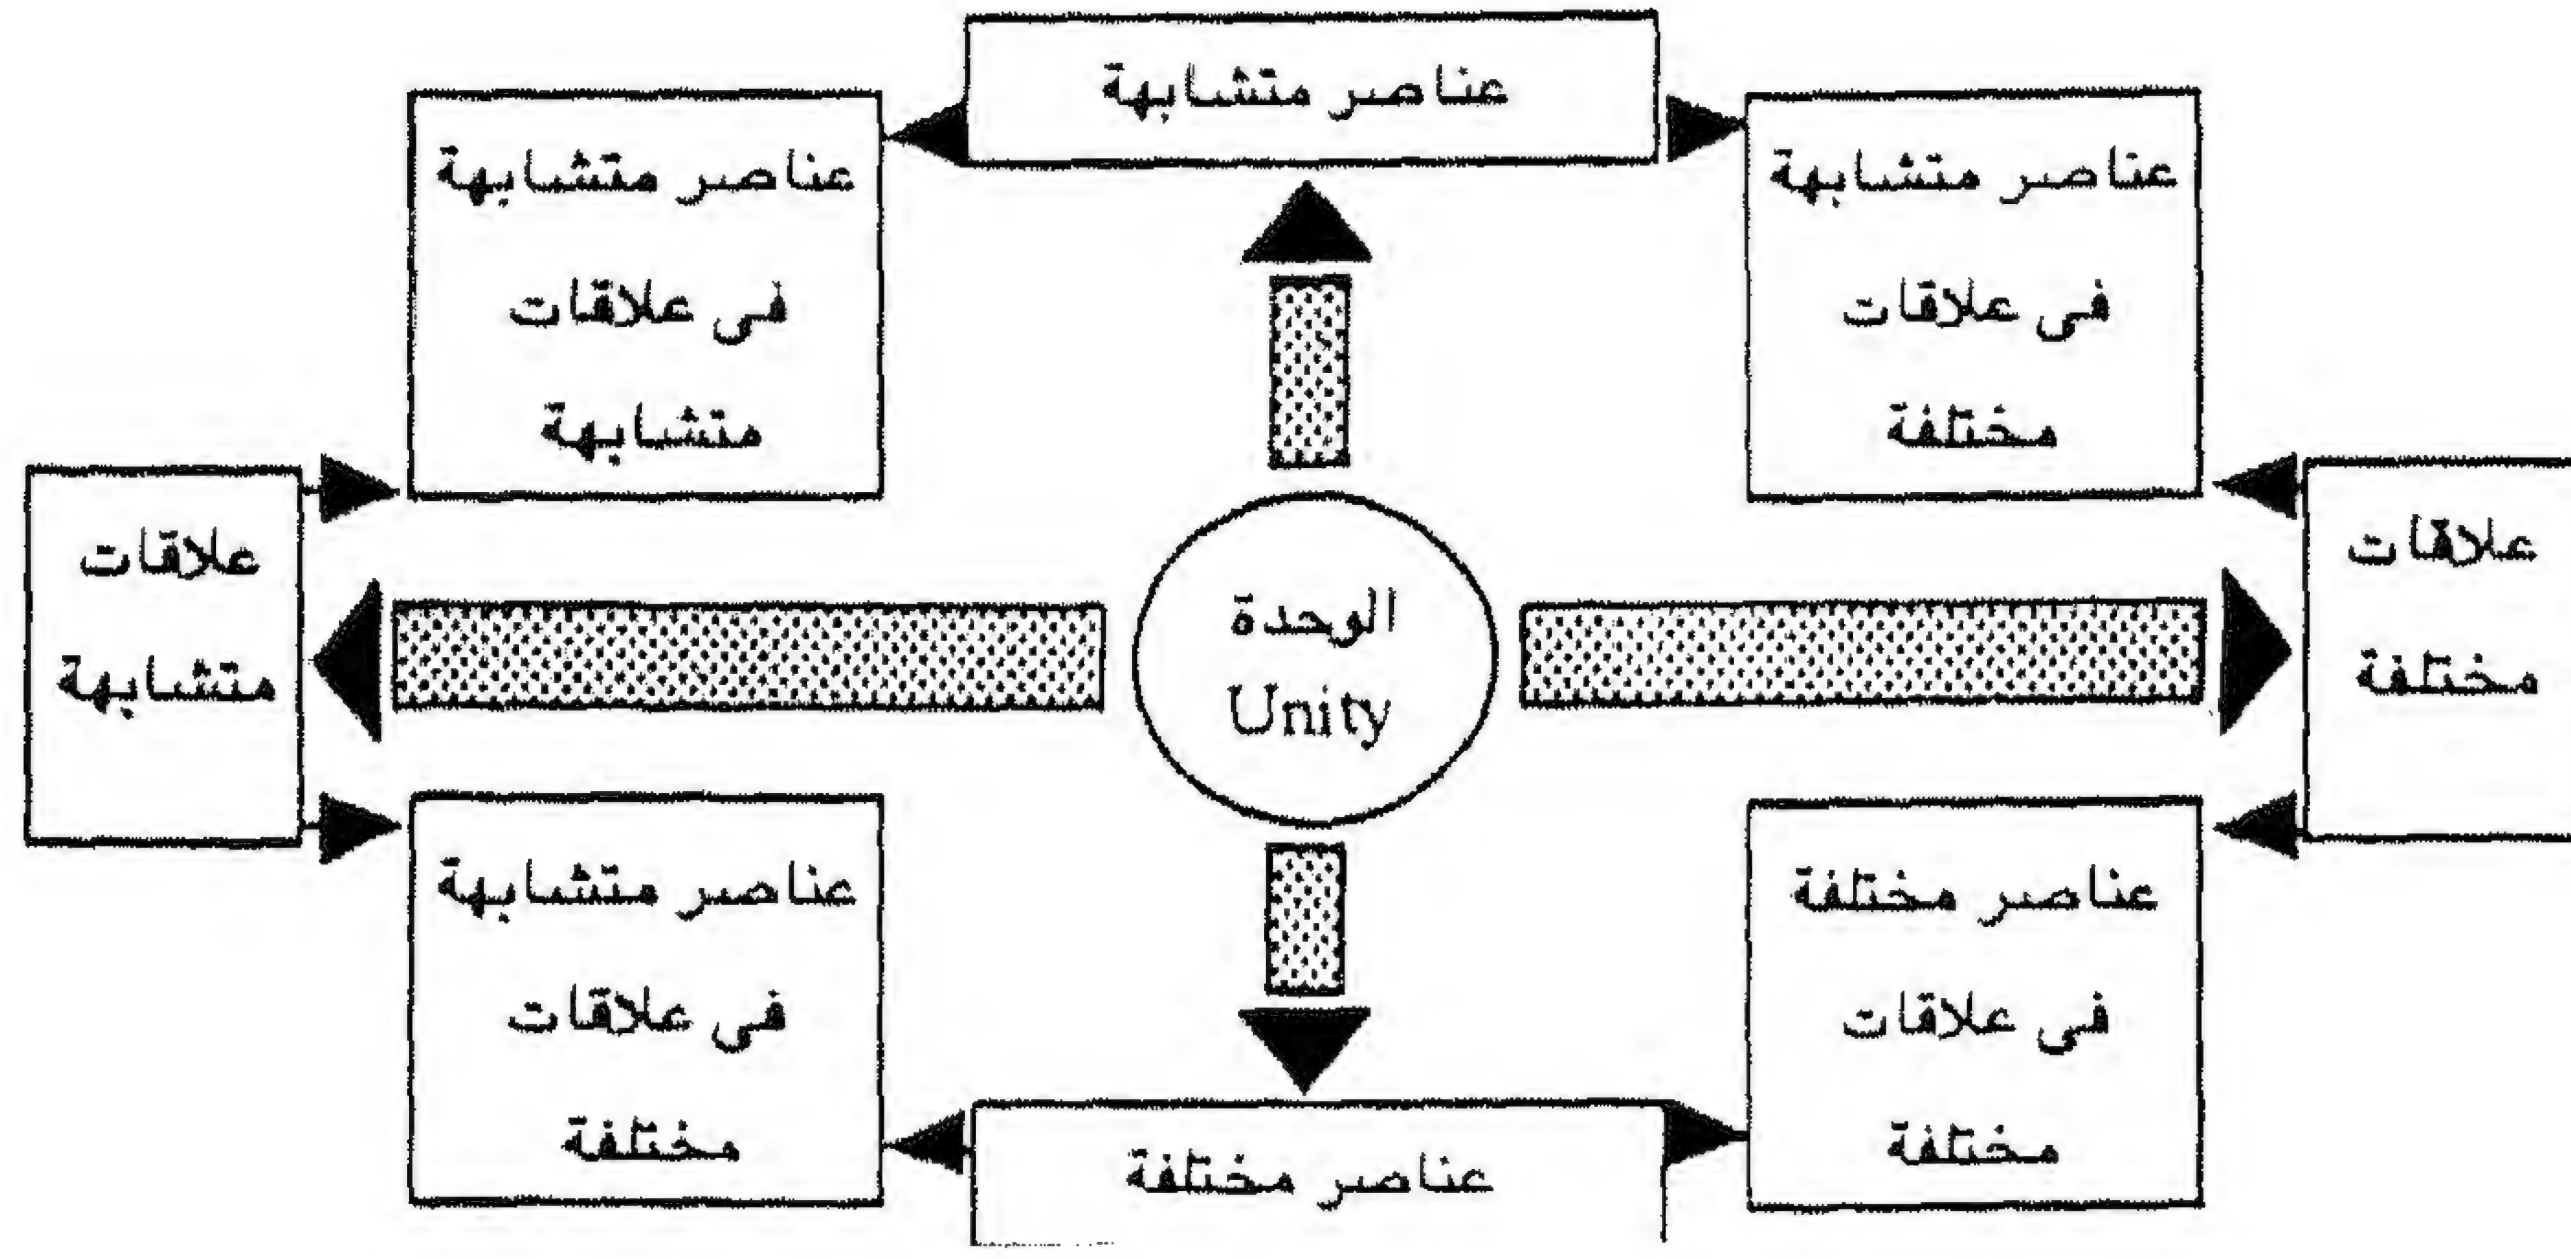 عناصر متشابهة
عناصر متشابهة
فى علاقات
مختلفة
عناصر متشابهة
فى علاقات
متشابهة
علاقات
مختلفة
الوحدة
Unity
علاقات
متشابهة
عناصر مختلفة
فى علاقات
مختلفة
عناصر متشابهة
فى علاقات
مختلفة
عناصر مختلفة